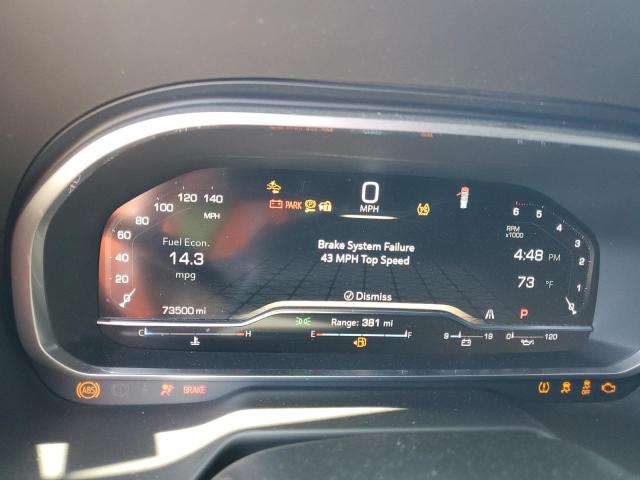 120 140
100
80
60
40
20
0
MPH
Fuel Econ.
14.3
mpg
73500 mi
0
MPH
PARK
Brake System Failure
43 MPH Top Speed
Dismiss
6 5 4
3
2
1
0
RPM
x1000
4:48 PM
73 °F
P
C H
Range: 381 mi
E F
9 19
0 120
ABS
BRAKE
OFF